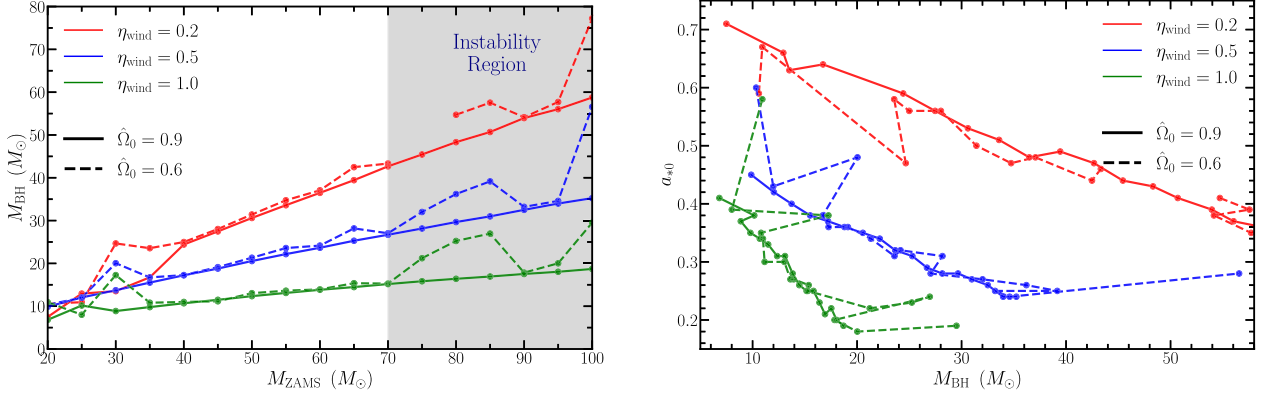 80
70
60
50
40
30
20
10
0
M_BH (M_⊙)
η_wind = 0.2
η_wind = 0.5
η_wind = 1.0
Ω̂_0 = 0.9
Ω̂_0 = 0.6
Instability
Region
20 30 40 50 60 70 80 90 100
M_ZAMS (M_⊙)
0.7
0.6
0.5
0.4
0.3
0.2
a_*0
η_wind = 0.2
η_wind = 0.5
η_wind = 1.0
Ω̂_0 = 0.9
Ω̂_0 = 0.6
10 20 30 40 50
M_BH (M_⊙)